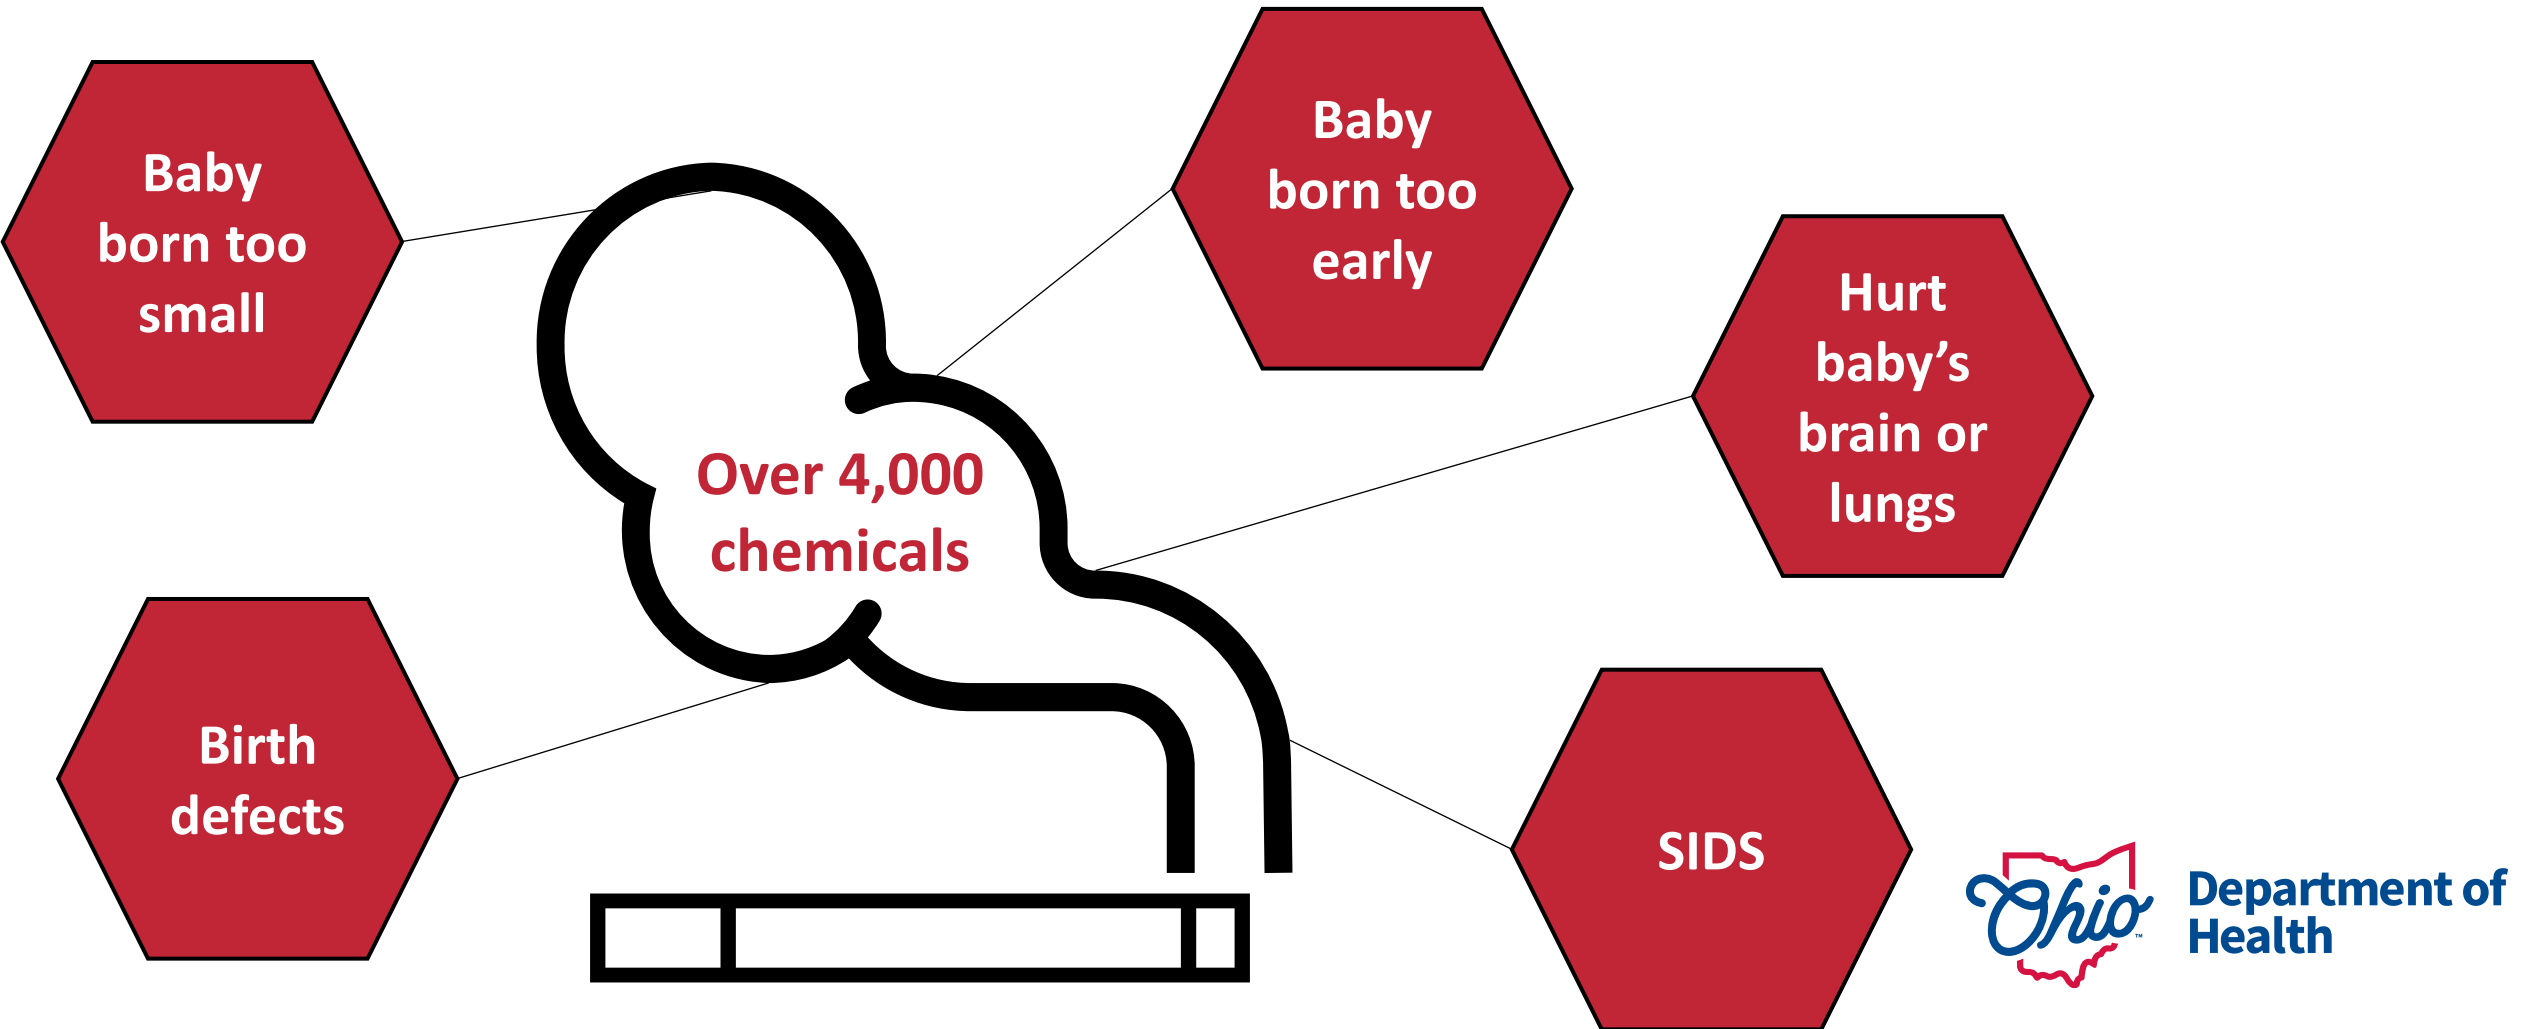 Baby
born too
small
Baby
born too
early
Hurt
baby’s
brain or
lungs
Over 4,000
chemicals
Birth
defects
SIDS
Ohio™
Department of
Health